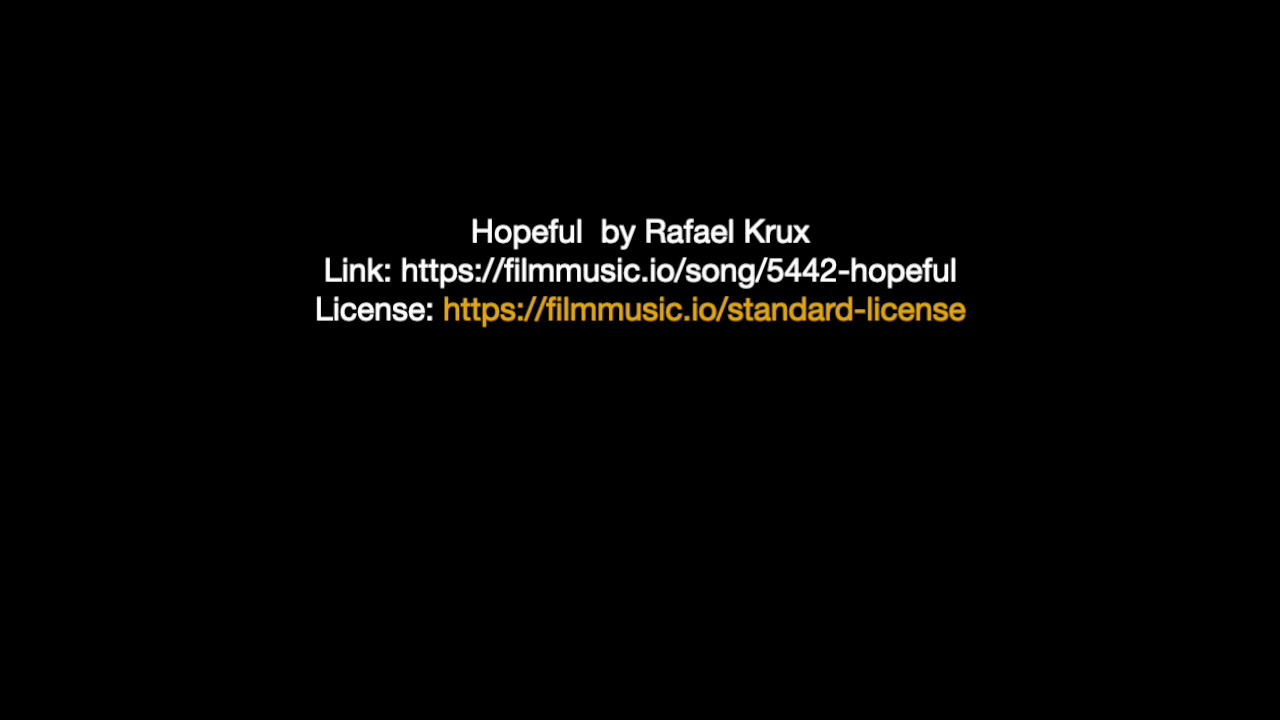 Hopeful  by Rafael Krux
Link: https://filmmusic.io/song/5442-hopeful
License: https://filmmusic.io/standard-license